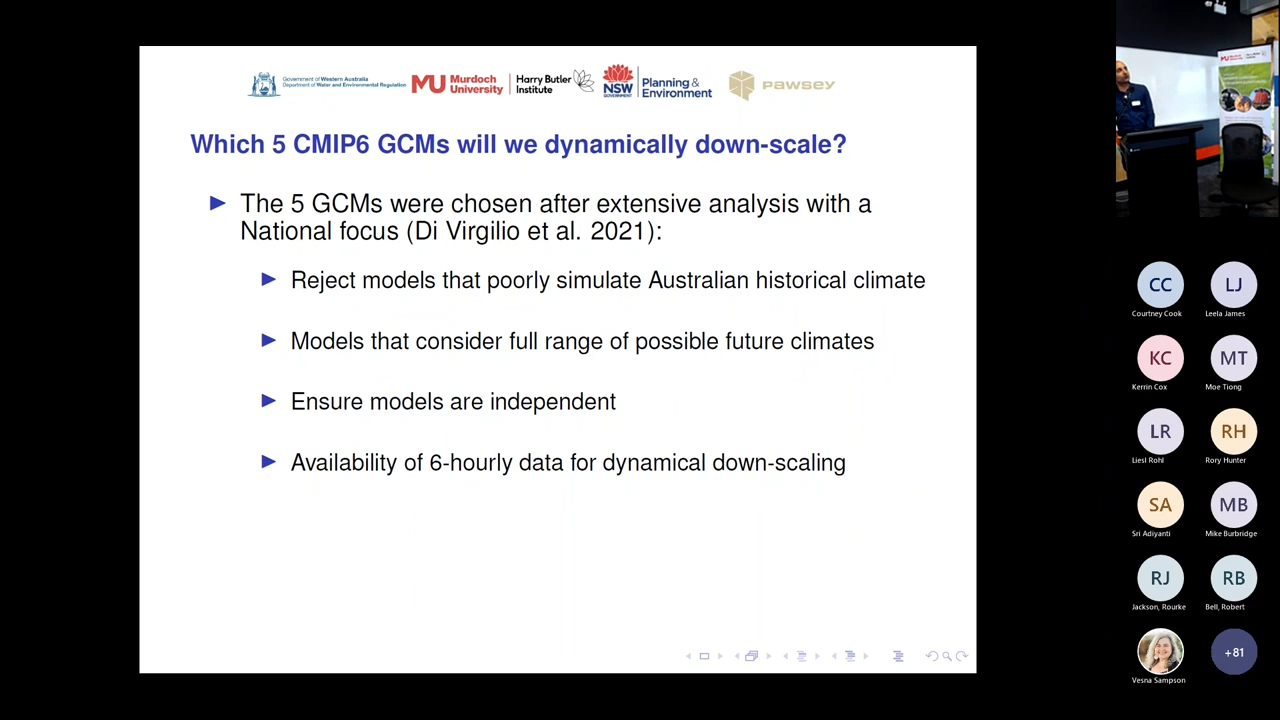 Government of Western Australia
Department of Water and Environmental Regulation
MU Murdoch University
Harry Butler Institute
NSW GOVERNMENT
Planning & Environment
PAWSEY
Which 5 CMIP6 GCMs will we dynamically down-scale?
The 5 GCMs were chosen after extensive analysis with a
National focus (Di Virgilio et al. 2021):
Reject models that poorly simulate Australian historical climate
Models that consider full range of possible future climates
Ensure models are independent
Availability of 6-hourly data for dynamical down-scaling
CC
LJ
Courtney Cook
Leela James
KC
MT
Kerrin Cox
Moe Tiong
LR
RH
Liesl Rohl
Rory Hunter
SA
MB
Sri Adiyanti
Mike Burbridge
RJ
RB
Jackson, Rourke
Bell, Robert
+81
Vesna Sampson